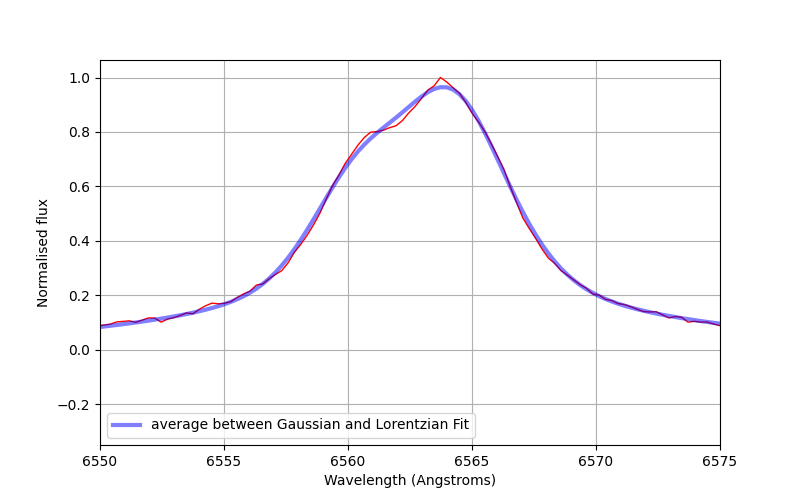 1.0
0.8
0.6
0.4
0.2
0.0
−0.2
Normalised flux
average between Gaussian and Lorentzian Fit
6550 6555 6560 6565 6570 6575
Wavelength (Angstroms)